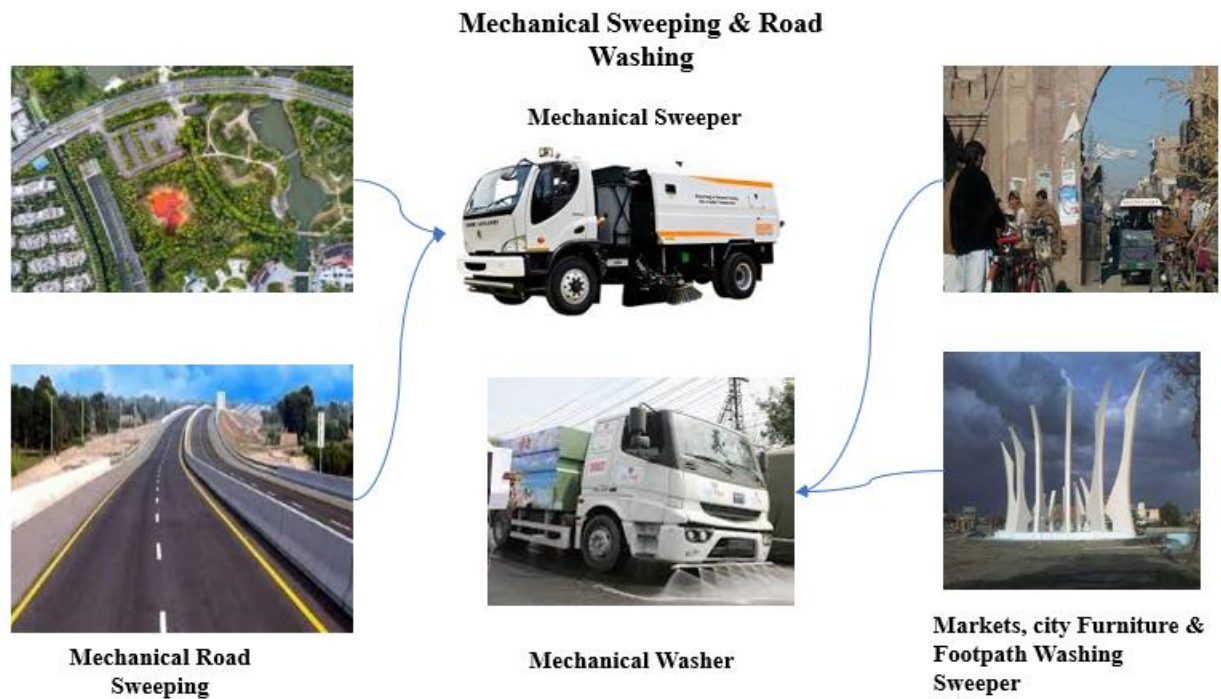 Mechanical Sweeping & Road
Washing
Mechanical Sweeper
Mechanical Road
Sweeping
Mechanical Washer
Markets, city Furniture &
Footpath Washing
Sweeper